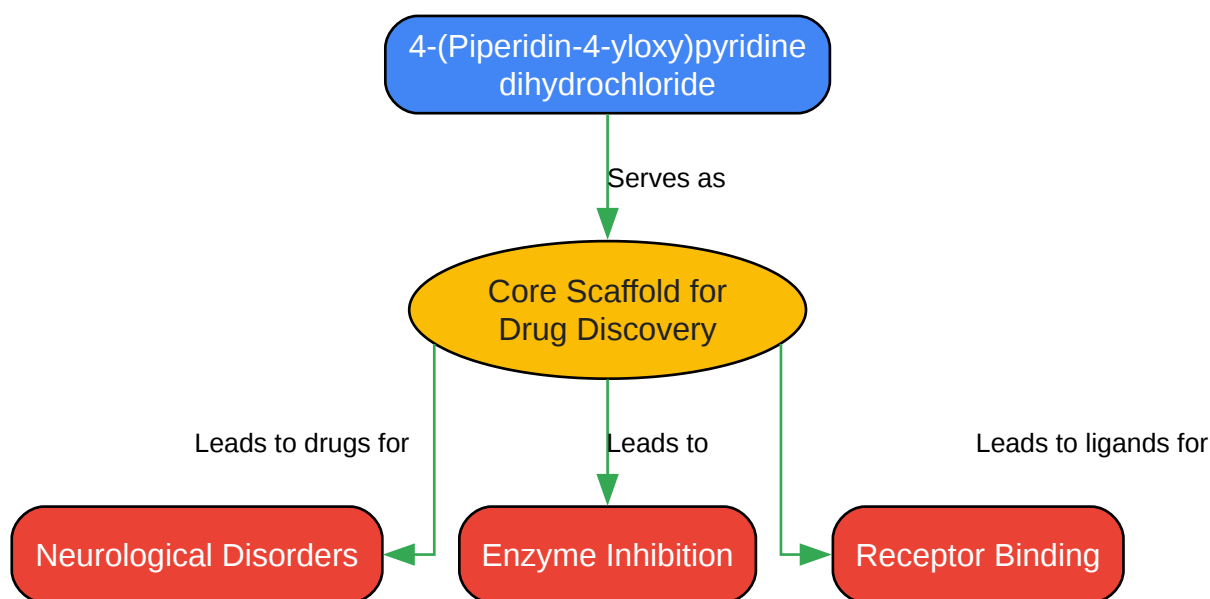 4-(Piperidin-4-yloxy)pyridine
dihydrochloride
Serves as
Core Scaffold for
Drug Discovery
Leads to drugs for
Leads to
Leads to ligands for
Neurological Disorders
Enzyme Inhibition
Receptor Binding